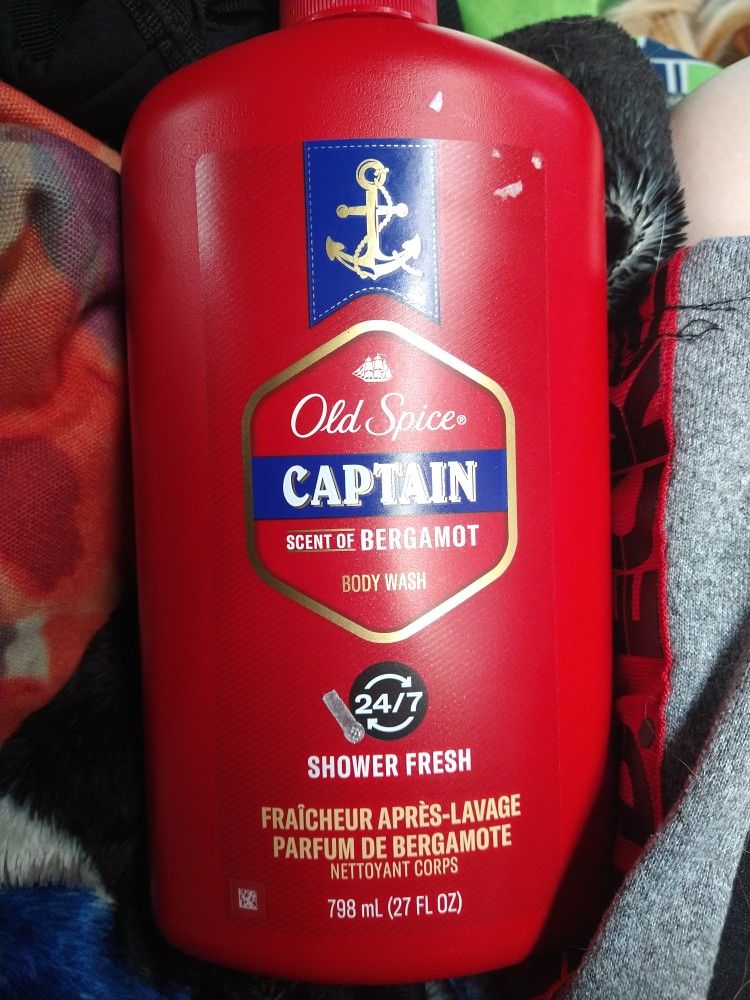 Old Spice®
CAPTAIN
SCENT OF BERGAMOT
BODY WASH
24/7
SHOWER FRESH
FRAÎCHEUR APRÈS-LAVAGE
PARFUM DE BERGAMOTE
NETTOYANT CORPS
798 mL (27 FL OZ)